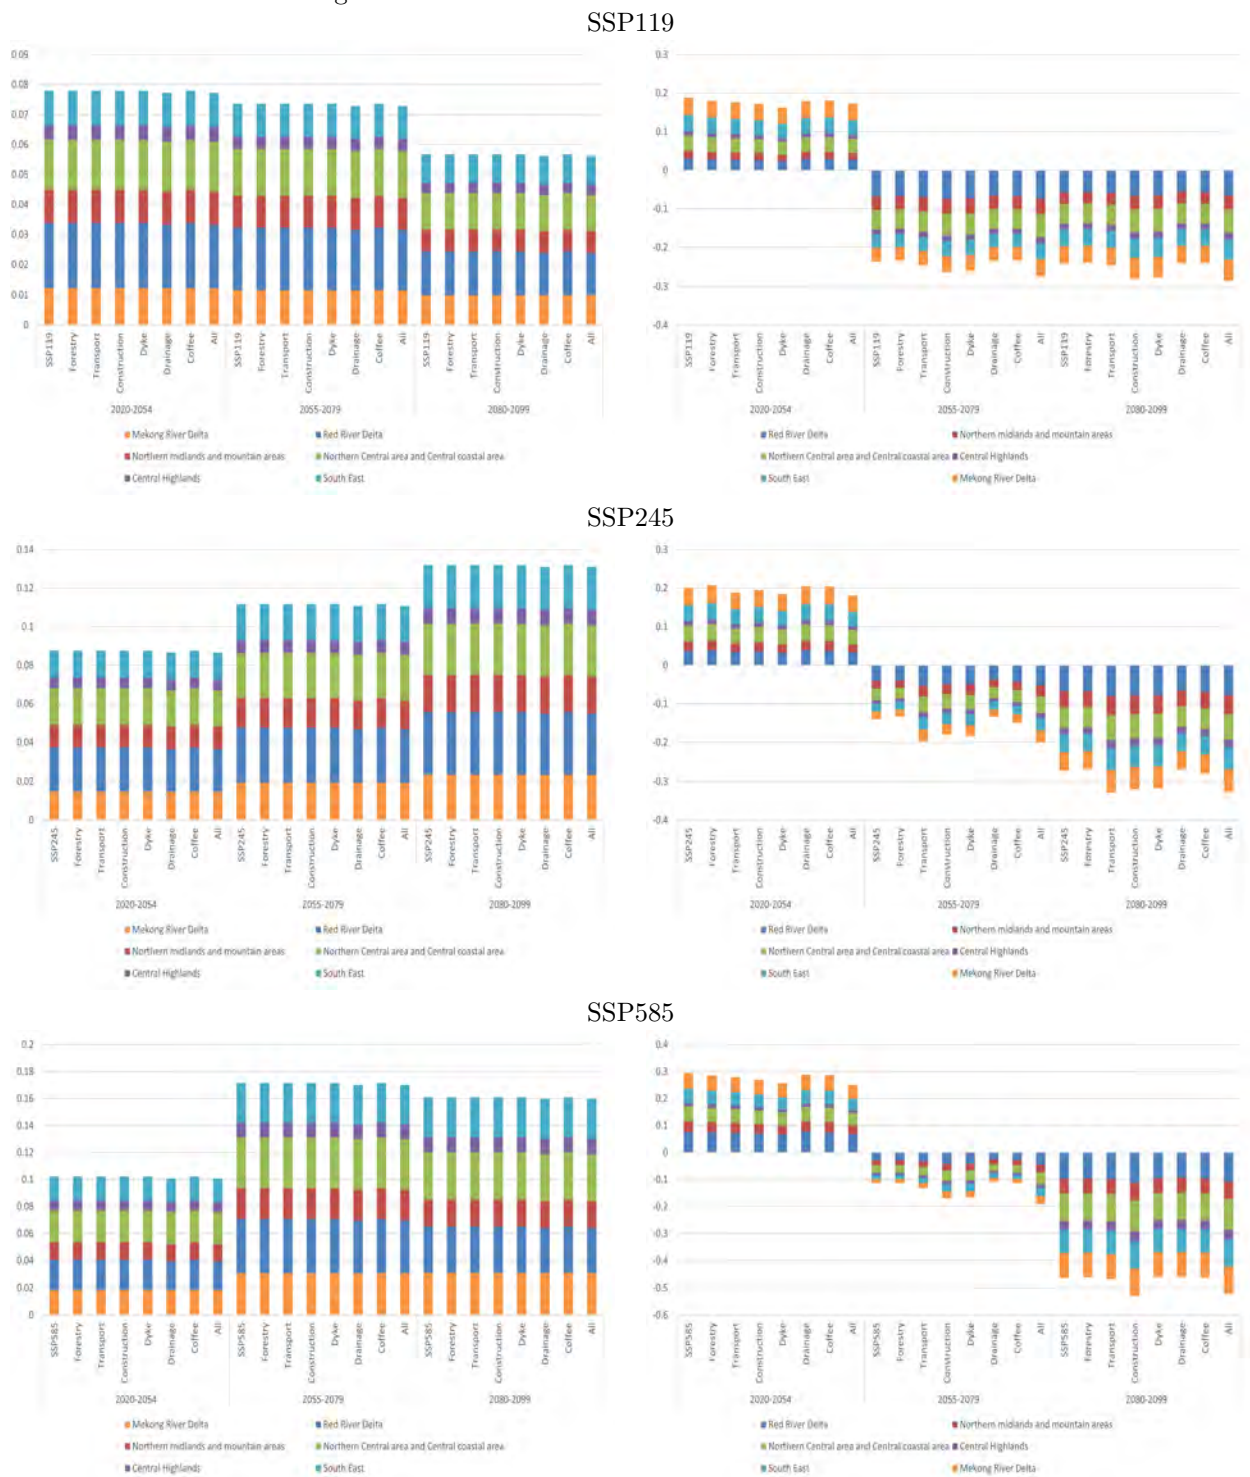 SSP119
0.09
0.08
0.07
0.06
0.05
0.04
0.03
0.02
0.01
0
SSP119 Forestry Transport Construction Dyke Drainage Coffee All SSP119 Forestry Transport Construction Dyke Drainage Coffee All SSP119 Forestry Transport Construction Dyke Drainage Coffee All
2020-2054 2055-2079 2080-2099
Mekong River Delta Red River Delta
Northern midlands and mountain areas Northern Central area and Central coastal area
Central Highlands South East
0.3
0.2
0.1
0
-0.1
-0.2
-0.3
-0.4
SSP119 Forestry Transport Construction Dyke Drainage Coffee All SSP119 Forestry Transport Construction Dyke Drainage Coffee All SSP119 Forestry Transport Construction Dyke Drainage Coffee All
2020-2054 2055-2079 2080-2099
Red River Delta Northern midlands and mountain areas
Northern Central area and Central coastal area Central Highlands
South East Mekong River Delta
SSP245
0.14
0.12
0.1
0.08
0.06
0.04
0.02
0
SSP245 Forestry Transport Construction Dyke Drainage Coffee All SSP245 Forestry Transport Construction Dyke Drainage Coffee All SSP245 Forestry Transport Construction Dyke Drainage Coffee All
2020-2054 2055-2079 2080-2099
Mekong River Delta Red River Delta
Northern midlands and mountain areas Northern Central area and Central coastal area
Central Highlands South East
0.3
0.2
0.1
0
-0.1
-0.2
-0.3
-0.4
SSP245 Forestry Transport Construction Dyke Drainage Coffee All SSP245 Forestry Transport Construction Dyke Drainage Coffee All SSP245 Forestry Transport Construction Dyke Drainage Coffee All
2020-2054 2055-2079 2080-2099
Red River Delta Northern midlands and mountain areas
Northern Central area and Central coastal area Central Highlands
South East Mekong River Delta
SSP585
0.2
0.18
0.16
0.14
0.12
0.1
0.08
0.06
0.04
0.02
0
SSP585 Forestry Transport Construction Dyke Drainage Coffee All SSP585 Forestry Transport Construction Dyke Drainage Coffee All SSP585 Forestry Transport Construction Dyke Drainage Coffee All
2020-2054 2055-2079 2080-2099
Mekong River Delta Red River Delta
Northern midlands and mountain areas Northern Central area and Central coastal area
Central Highlands South East
0.4
0.3
0.2
0.1
0
-0.1
-0.2
-0.3
-0.4
-0.5
-0.6
SSP585 Forestry Transport Construction Dyke Drainage Coffee All SSP585 Forestry Transport Construction Dyke Drainage Coffee All SSP585 Forestry Transport Construction Dyke Drainage Coffee All
2020-2054 2055-2079 2080-2099
Red River Delta Northern midlands and mountain areas
Northern Central area and Central coastal area Central Highlands
South East Mekong River Delta